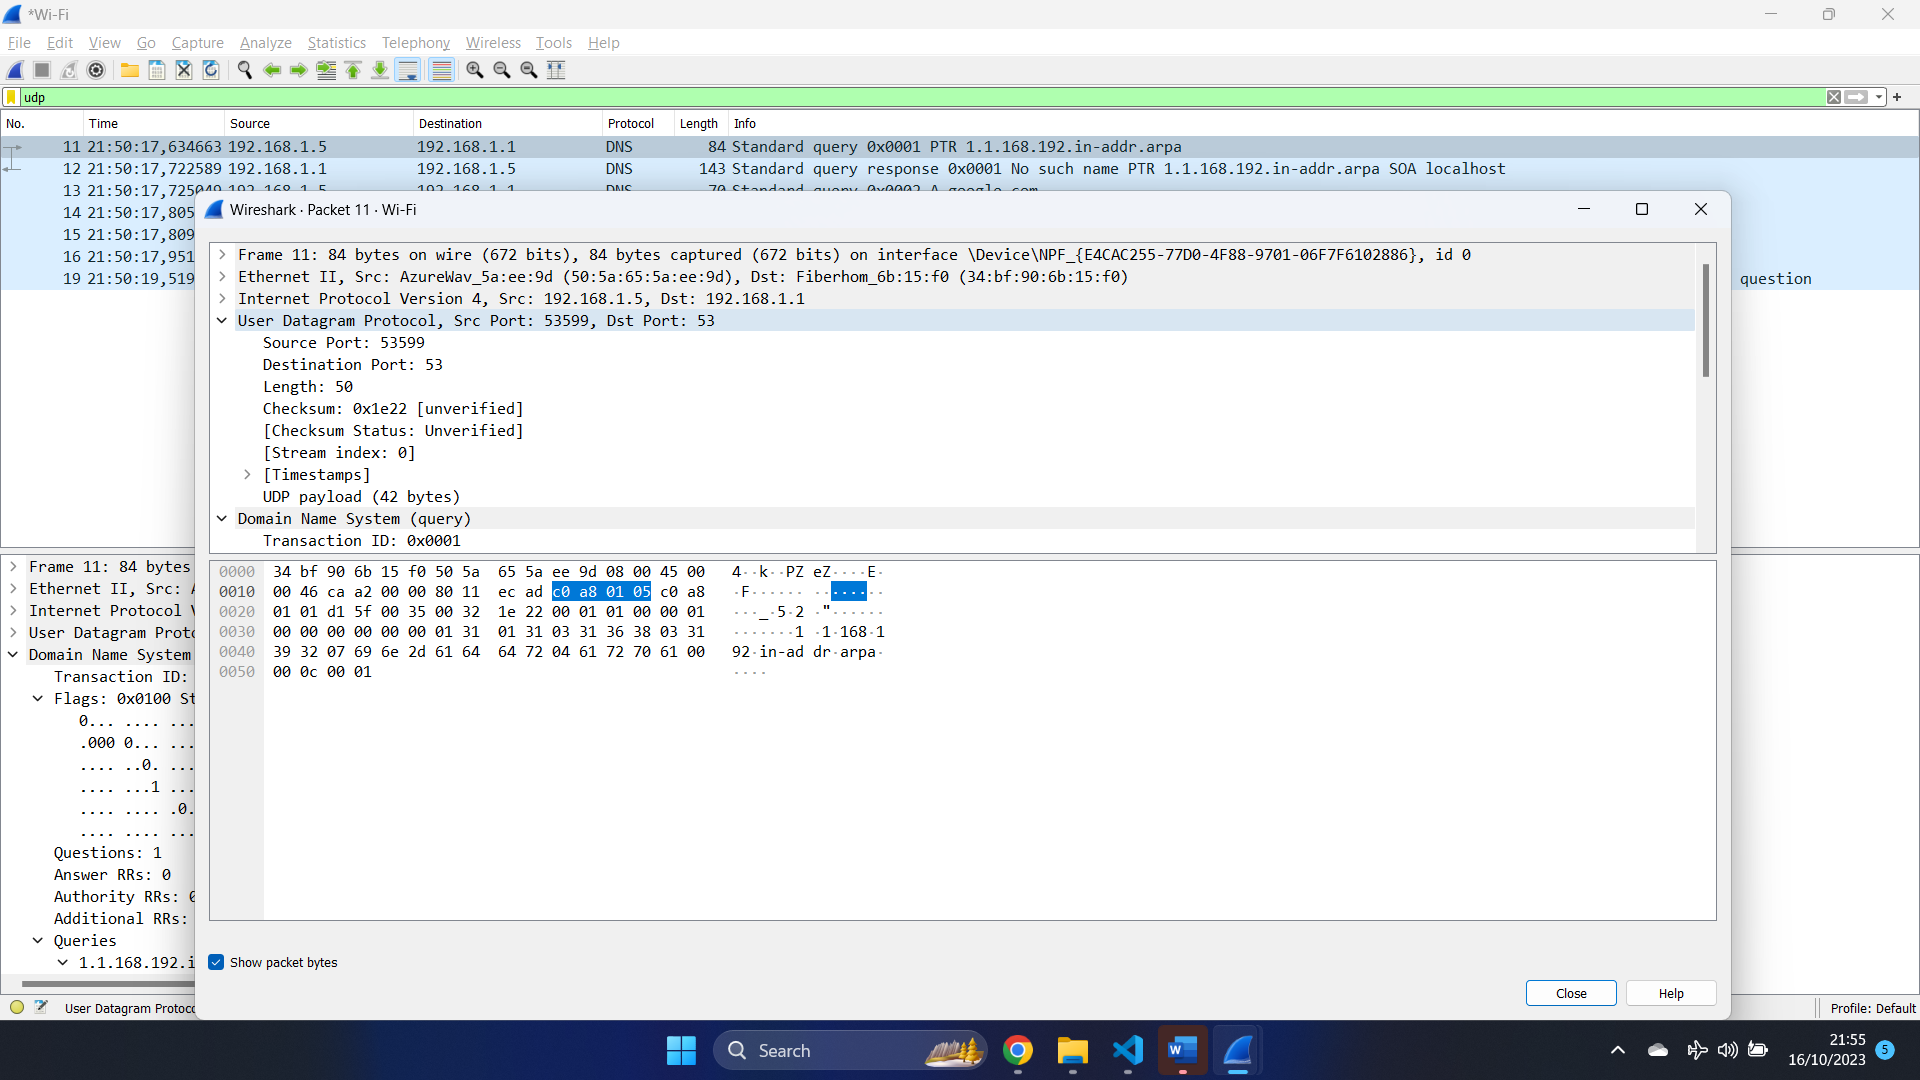 *Wi-Fi
File Edit View Go Capture Analyze Statistics Telephony Wireless Tools Help
udp
No. Time Source Destination Protocol Length Info
11 21:50:17,634663 192.168.1.5 192.168.1.1 DNS 84 Standard query 0x0001 PTR 1.1.168.192.in-addr.arpa
12 21:50:17,722589 192.168.1.1 192.168.1.5 DNS 143 Standard query response 0x0001 No such name PTR 1.1.168.192.in-addr.arpa SOA localhost
13 21:50:17,725049 192.168.1.5 192.168.1.1 DNS 70 Standard query 0x0002 A google.com
14 21:50:17,805
15 21:50:17,809
16 21:50:17,951
19 21:50:19,519 question
Wireshark · Packet 11 · Wi-Fi
Frame 11: 84 bytes on wire (672 bits), 84 bytes captured (672 bits) on interface \Device\NPF_{E4CAC255-77D0-4F88-9701-06F7F6102886}, id 0
Ethernet II, Src: AzureWav_5a:ee:9d (50:5a:65:5a:ee:9d), Dst: Fiberhom_6b:15:f0 (34:bf:90:6b:15:f0)
Internet Protocol Version 4, Src: 192.168.1.5, Dst: 192.168.1.1
User Datagram Protocol, Src Port: 53599, Dst Port: 53
Source Port: 53599
Destination Port: 53
Length: 50
Checksum: 0x1e22 [unverified]
[Checksum Status: Unverified]
[Stream index: 0]
[Timestamps]
UDP payload (42 bytes)
Domain Name System (query)
Transaction ID: 0x0001
0000 34 bf 90 6b 15 f0 50 5a 65 5a ee 9d 08 00 45 00 4··k··PZ eZ····E·
0010 00 46 ca a2 00 00 80 11 ec ad c0 a8 01 05 c0 a8 ·F······ ········
0020 01 01 d1 5f 00 35 00 32 1e 22 00 01 01 00 00 01 ···_·5·2 ·"······
0030 00 00 00 00 00 00 01 31 01 31 03 31 36 38 03 31 ·······1 ·1·168·1
0040 39 32 07 69 6e 2d 61 64 64 72 04 61 72 70 61 00 92·in-ad dr·arpa·
0050 00 0c 00 01 ····
Show packet bytes
Close Help
Frame 11: 84 bytes
Ethernet II, Src: A
Internet Protocol V
User Datagram Proto
Domain Name System
Transaction ID:
Flags: 0x0100 St
0... .... ...
.000 0... ...
.... ..0. ...
.... ...1 ...
.... .... .0.
.... .... ...
Questions: 1
Answer RRs: 0
Authority RRs: 0
Additional RRs:
Queries
1.1.168.192.i
User Datagram Protoc
Profile: Default
Search
W
21:55
16/10/2023
5